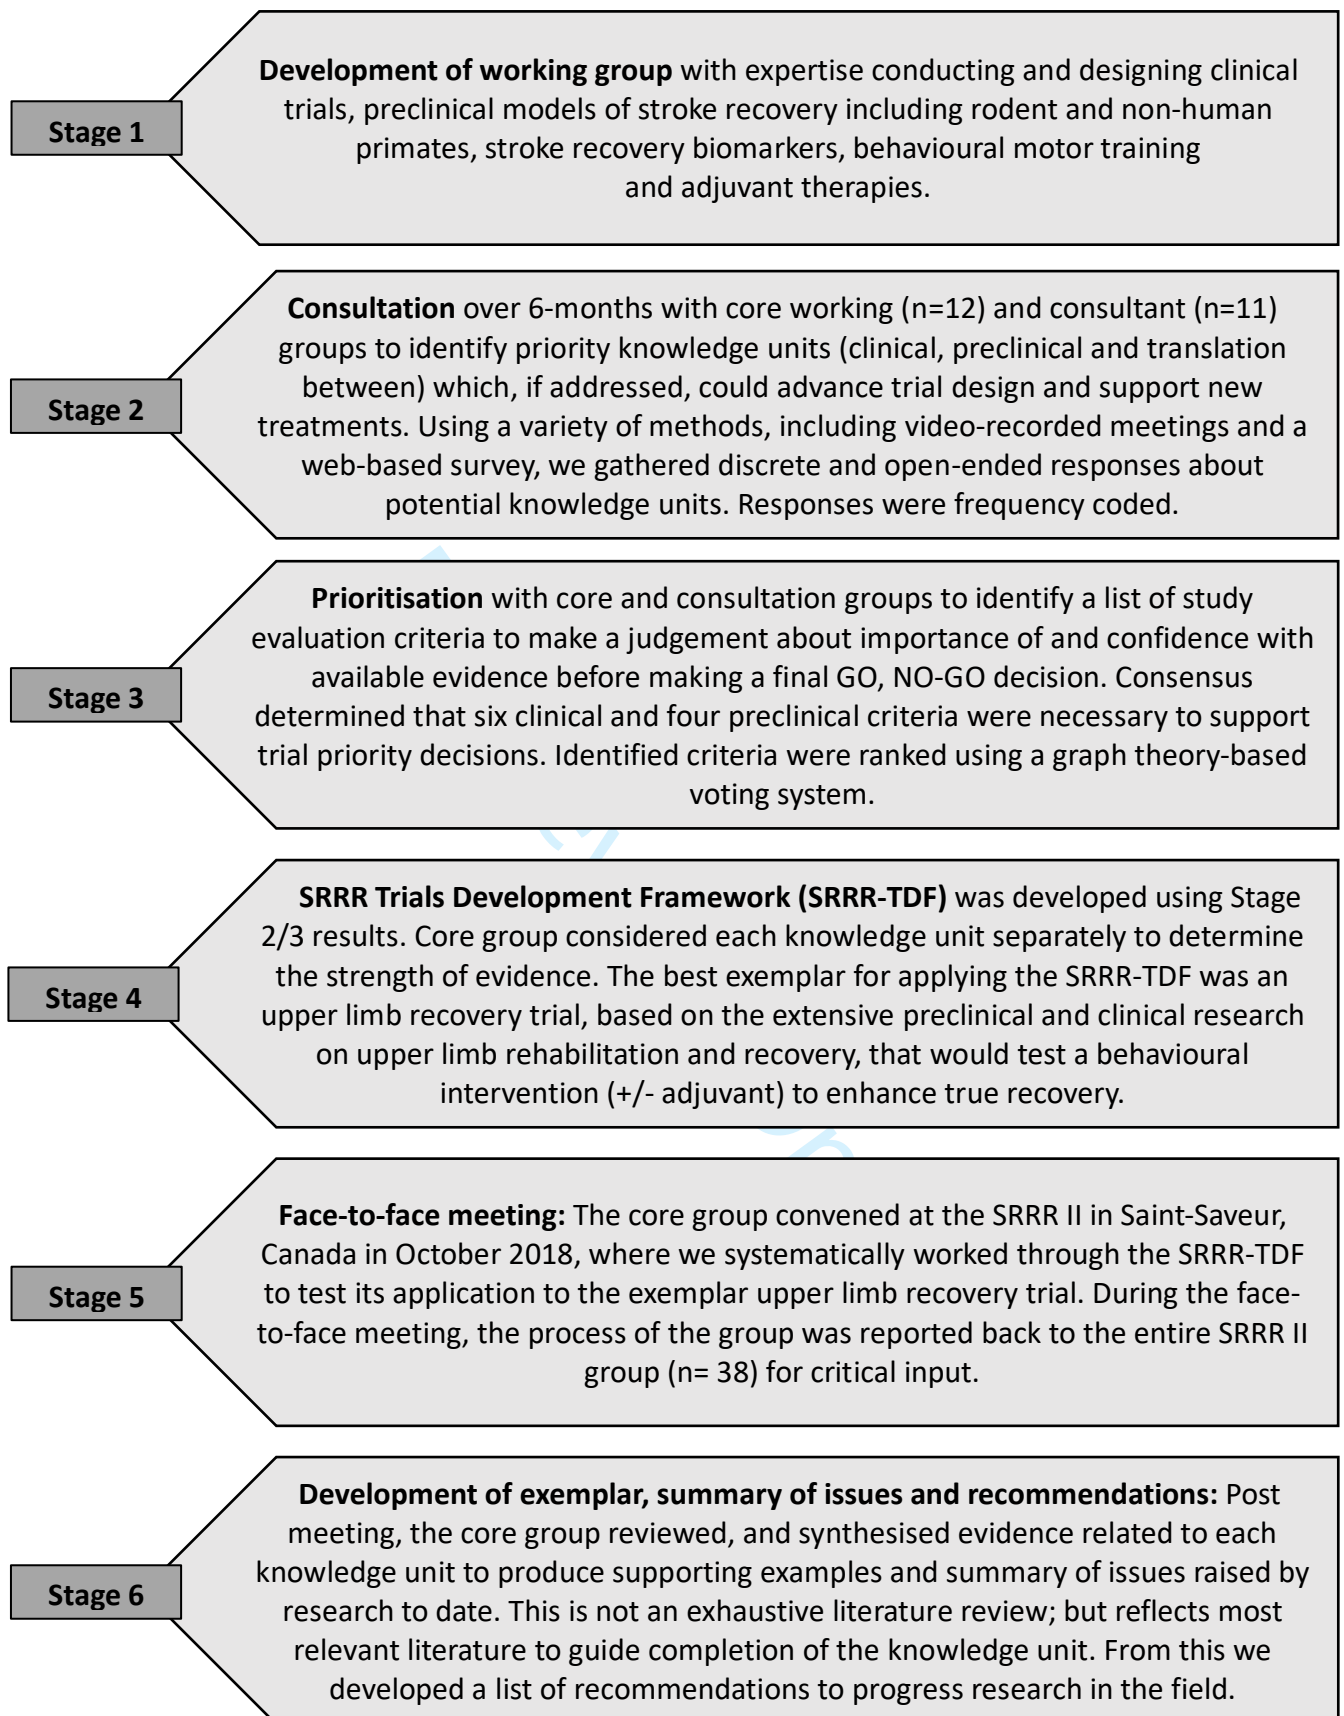 Stage 1
Development of working group with expertise conducting and designing clinical
trials, preclinical models of stroke recovery including rodent and non-human
primates, stroke recovery biomarkers, behavioural motor training
and adjuvant therapies.
Stage 2
Consultation over 6-months with core working (n=12) and consultant (n=11)
groups to identify priority knowledge units (clinical, preclinical and translation
between) which, if addressed, could advance trial design and support new
treatments. Using a variety of methods, including video-recorded meetings and a
web-based survey, we gathered discrete and open-ended responses about
potential knowledge units. Responses were frequency coded.
Stage 3
Prioritisation with core and consultation groups to identify a list of study
evaluation criteria to make a judgement about importance of and confidence with
available evidence before making a final GO, NO-GO decision. Consensus
determined that six clinical and four preclinical criteria were necessary to support
trial priority decisions. Identified criteria were ranked using a graph theory-based
voting system.
Stage 4
SRRR Trials Development Framework (SRRR-TDF) was developed using Stage
2/3 results. Core group considered each knowledge unit separately to determine
the strength of evidence. The best exemplar for applying the SRRR-TDF was an
upper limb recovery trial, based on the extensive preclinical and clinical research
on upper limb rehabilitation and recovery, that would test a behavioural
intervention (+/- adjuvant) to enhance true recovery.
Stage 5
Face-to-face meeting: The core group convened at the SRRR II in Saint-Saveur,
Canada in October 2018, where we systematically worked through the SRRR-TDF
to test its application to the exemplar upper limb recovery trial. During the face-
to-face meeting, the process of the group was reported back to the entire SRRR II
group (n= 38) for critical input.
Stage 6
Development of exemplar, summary of issues and recommendations: Post
meeting, the core group reviewed, and synthesised evidence related to each
knowledge unit to produce supporting examples and summary of issues raised by
research to date. This is not an exhaustive literature review; but reflects most
relevant literature to guide completion of the knowledge unit. From this we
developed a list of recommendations to progress research in the field.